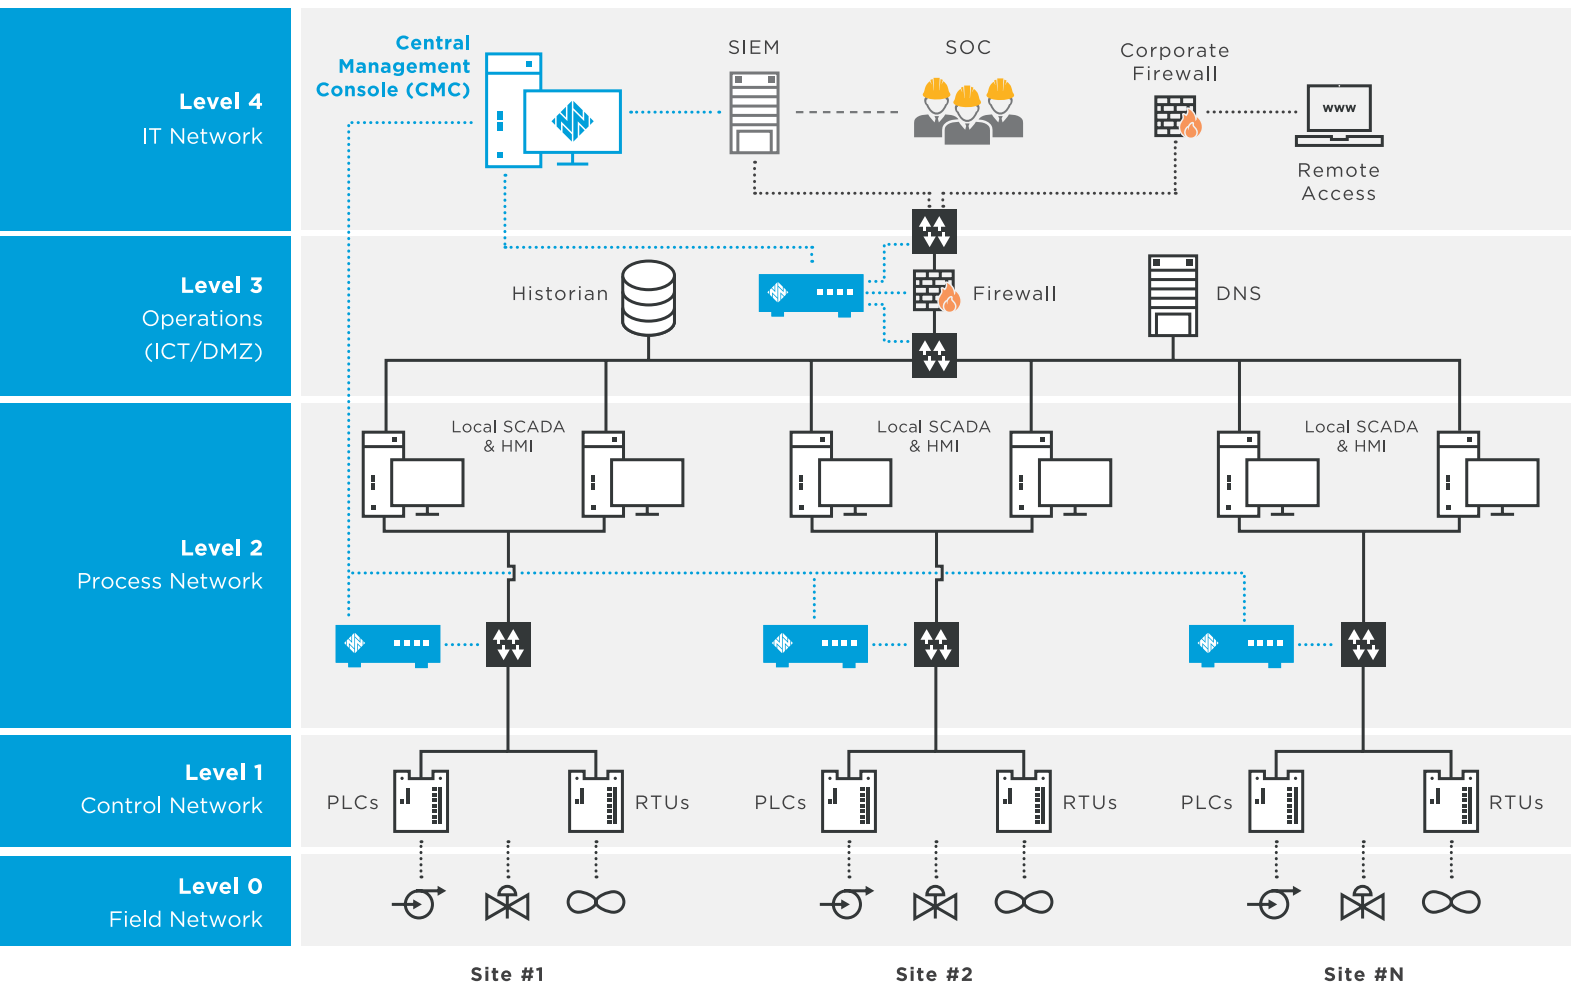 Level 4
IT Network
Central
Management
Console (CMC)
SIEM
SOC
Corporate
Firewall
www
Remote
Access
Level 3
Operations
(ICT/DMZ)
Historian
Firewall
DNS
Level 2
Process Network
Local SCADA
& HMI
Local SCADA
& HMI
Local SCADA
& HMI
Level 1
Control Network
PLCs
RTUs
PLCs
RTUs
PLCs
RTUs
Level 0
Field Network
Site #1
Site #2
Site #N